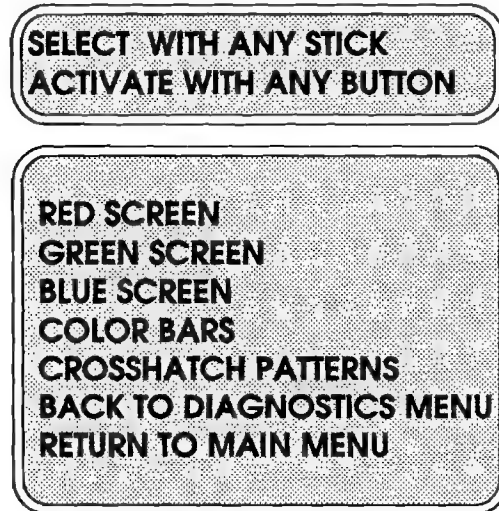 SELECT WITH ANY STICK
ACTIVATE WITH ANY BUTTON
RED SCREEN
GREEN SCREEN
BLUE SCREEN
COLOR BARS
CROSSHATCH PATTERNS
BACK TO DIAGNOSTICS MENU
RETURN TO MAIN MENU